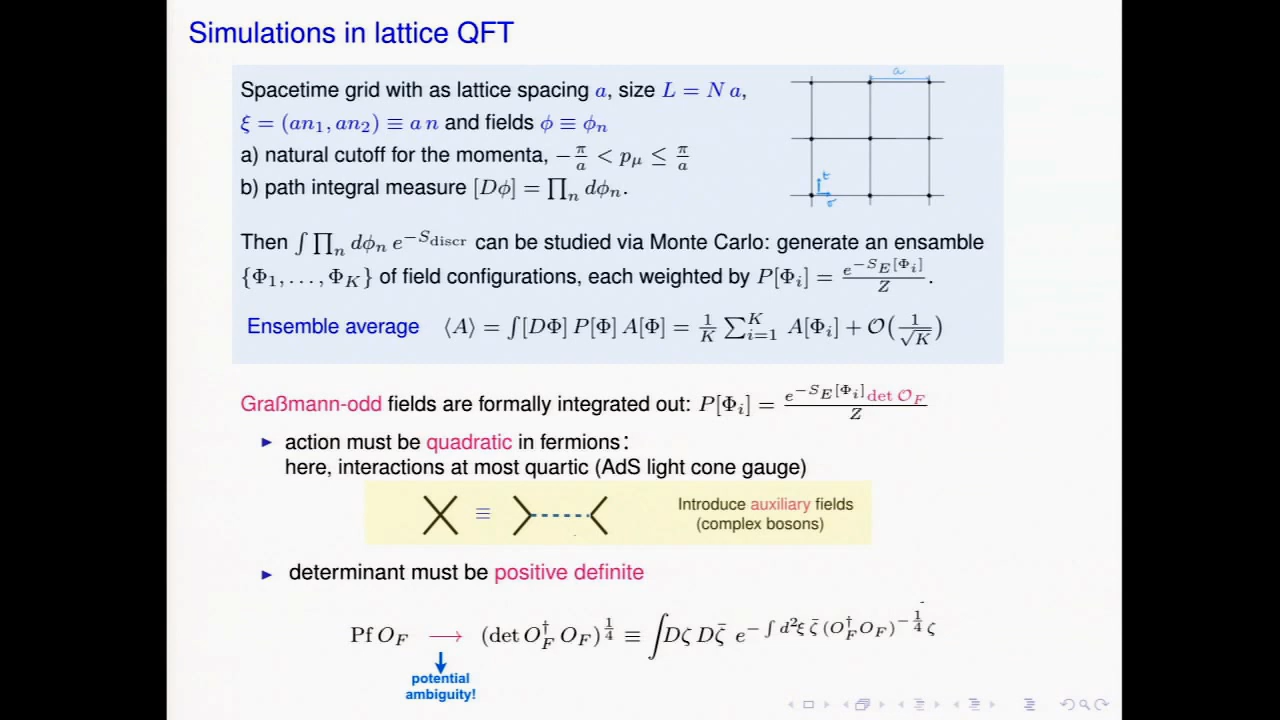 Simulations in lattice QFT
Spacetime grid with as lattice spacing a, size L = N a,
ξ = (an₁, an₂) ≡ a n and fields ϕ ≡ ϕₙ
a) natural cutoff for the momenta, −π/a < p_μ ≤ π/a
b) path integral measure [Dϕ] = ∏ₙ dϕₙ.
a
t
σ
Then ∫ ∏ₙ dϕₙ e^{−S_discr} can be studied via Monte Carlo: generate an ensamble
{Φ₁, . . . , Φ_K} of field configurations, each weighted by P[Φᵢ] = e^{−S_E[Φᵢ]}/Z .
Ensemble average ⟨A⟩ = ∫[DΦ] P[Φ] A[Φ] = 1/K ∑_{i=1}^{K} A[Φᵢ] + O(1/√K)
Graßmann-odd fields are formally integrated out: P[Φᵢ] = e^{−S_E[Φᵢ]} det O_F / Z
▶ action must be quadratic in fermions:
here, interactions at most quartic (AdS light cone gauge)
≡
Introduce auxiliary fields
(complex bosons)
▶ determinant must be positive definite
Pf O_F ⟶ (det O_F† O_F)^{1/4} ≡ ∫ Dζ Dζ̄ e^{−∫ d²ξ ζ̄ (O_F† O_F)^{−1/4} ζ}
potential
ambiguity!